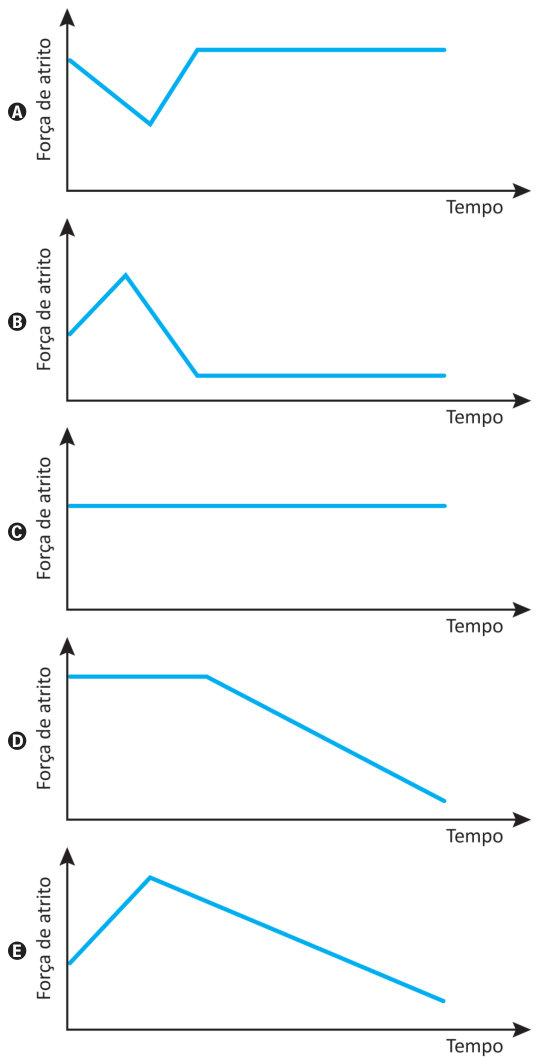 A
Força de atrito
Tempo
B
Força de atrito
Tempo
C
Força de atrito
Tempo
D
Força de atrito
Tempo
E
Força de atrito
Tempo